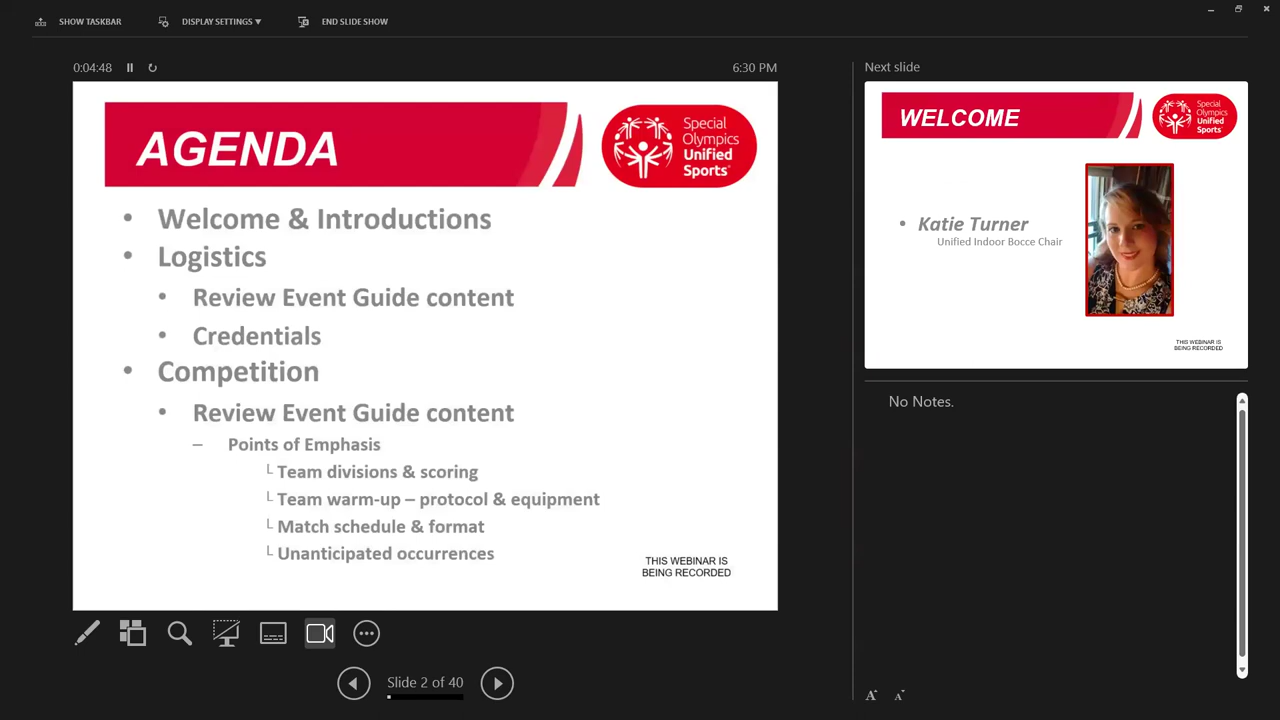 SHOW TASKBAR
DISPLAY SETTINGS ▼
END SLIDE SHOW
0:04:48
6:30 PM
AGENDA
Special
Olympics
Unified
Sports
• Welcome & Introductions
• Logistics
• Review Event Guide content
• Credentials
• Competition
• Review Event Guide content
– Points of Emphasis
└ Team divisions & scoring
└ Team warm-up – protocol & equipment
└ Match schedule & format
└ Unanticipated occurrences
THIS WEBINAR IS
BEING RECORDED
Slide 2 of 40
Next slide
WELCOME
Special
Olympics
Unified
Sports
• Katie Turner
Unified Indoor Bocce Chair
THIS WEBINAR IS
BEING RECORDED
No Notes.
A A